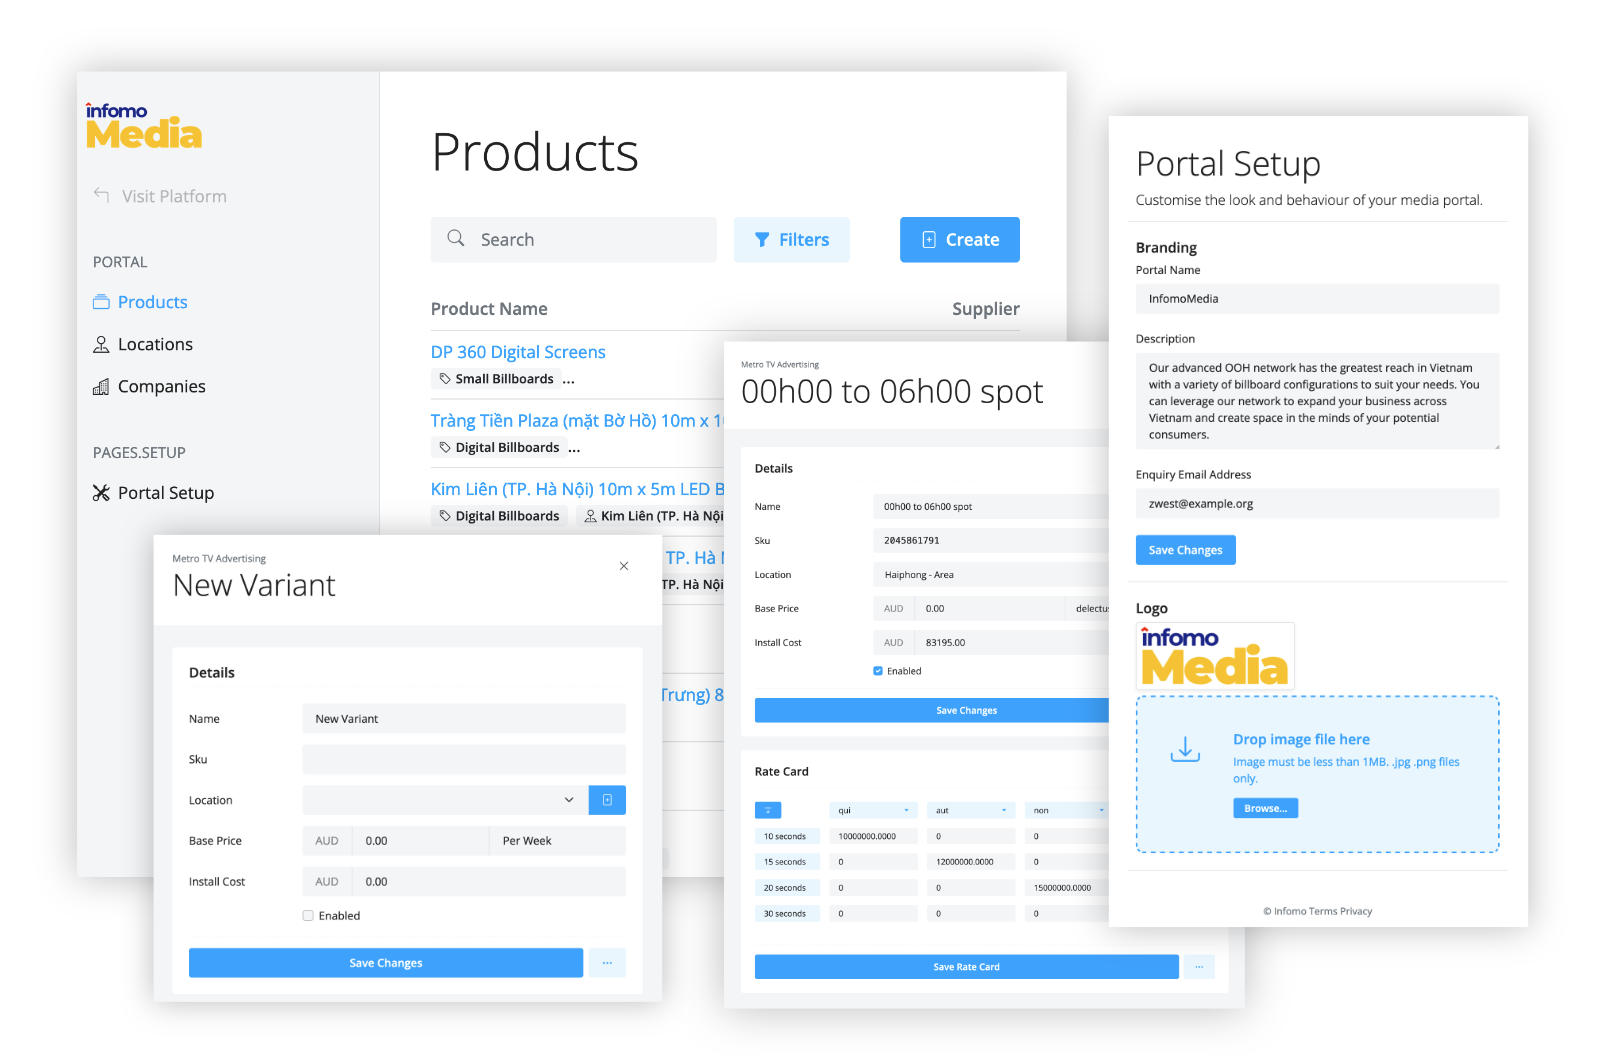 infomo
Media
Visit Platform
PORTAL
Products
Locations
Companies
PAGES.SETUP
Portal Setup
Products
Search
Filters
Create
Product Name
Supplier
DP 360 Digital Screens
Small Billboards ...
Tràng Tiền Plaza (mặt Bờ Hồ) 10m x 1
Digital Billboards ...
Kim Liên (TP. Hà Nội) 10m x 5m LED B
Digital Billboards
Kim Liên (TP. Hà Nội
TP. Hà N
TP. Hà Nội
Trưng) 8
Metro TV Advertising
New Variant
Details
Name
New Variant
Sku
Location
Base Price
AUD
0.00
Per Week
Install Cost
AUD
0.00
Enabled
Save Changes
...
Metro TV Advertising
00h00 to 06h00 spot
Details
Name
00h00 to 06h00 spot
Sku
2045861791
Location
Haiphong - Area
Base Price
AUD
0.00
delectus
Install Cost
AUD
83195.00
Enabled
Save Changes
Rate Card
qui
aut
non
10 seconds
10000000.0000
0
0
15 seconds
0
12000000.0000
0
20 seconds
0
0
15000000.0000
30 seconds
0
0
0
Save Rate Card
...
Portal Setup
Customise the look and behaviour of your media portal.
Branding
Portal Name
InfomoMedia
Description
Our advanced OOH network has the greatest reach in Vietnam
with a variety of billboard configurations to suit your needs. You
can leverage our network to expand your business across
Vietnam and create space in the minds of your potential
consumers.
Enquiry Email Address
zwest@example.org
Save Changes
Logo
infomo
Media
Drop image file here
Image must be less than 1MB. .jpg .png files
only.
Browse...
© Infomo Terms Privacy